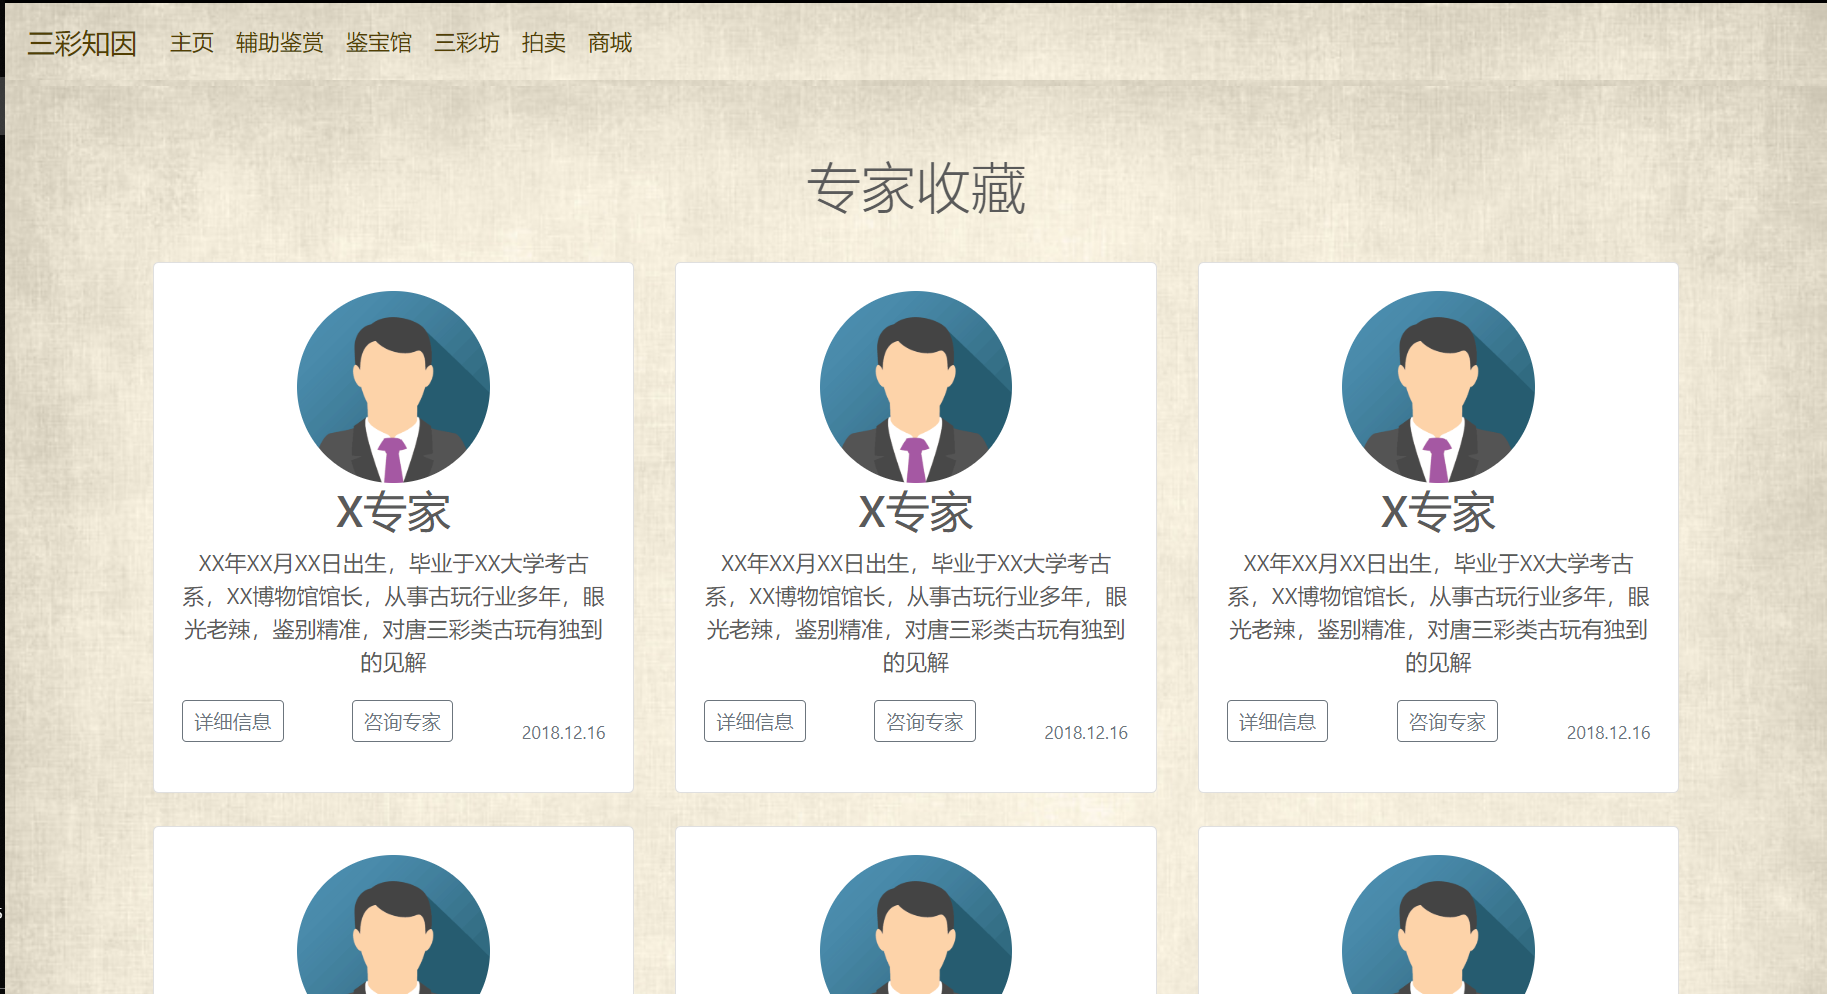 三彩知因 主页 辅助鉴赏 鉴宝馆 三彩坊 拍卖 商城
专家收藏
X专家
XX年XX月XX日出生，毕业于XX大学考古
系，XX博物馆馆长，从事古玩行业多年，眼
光老辣，鉴别精准，对唐三彩类古玩有独到
的见解
详细信息 咨询专家 2018.12.16
X专家
XX年XX月XX日出生，毕业于XX大学考古
系，XX博物馆馆长，从事古玩行业多年，眼
光老辣，鉴别精准，对唐三彩类古玩有独到
的见解
详细信息 咨询专家 2018.12.16
X专家
XX年XX月XX日出生，毕业于XX大学考古
系，XX博物馆馆长，从事古玩行业多年，眼
光老辣，鉴别精准，对唐三彩类古玩有独到
的见解
详细信息 咨询专家 2018.12.16